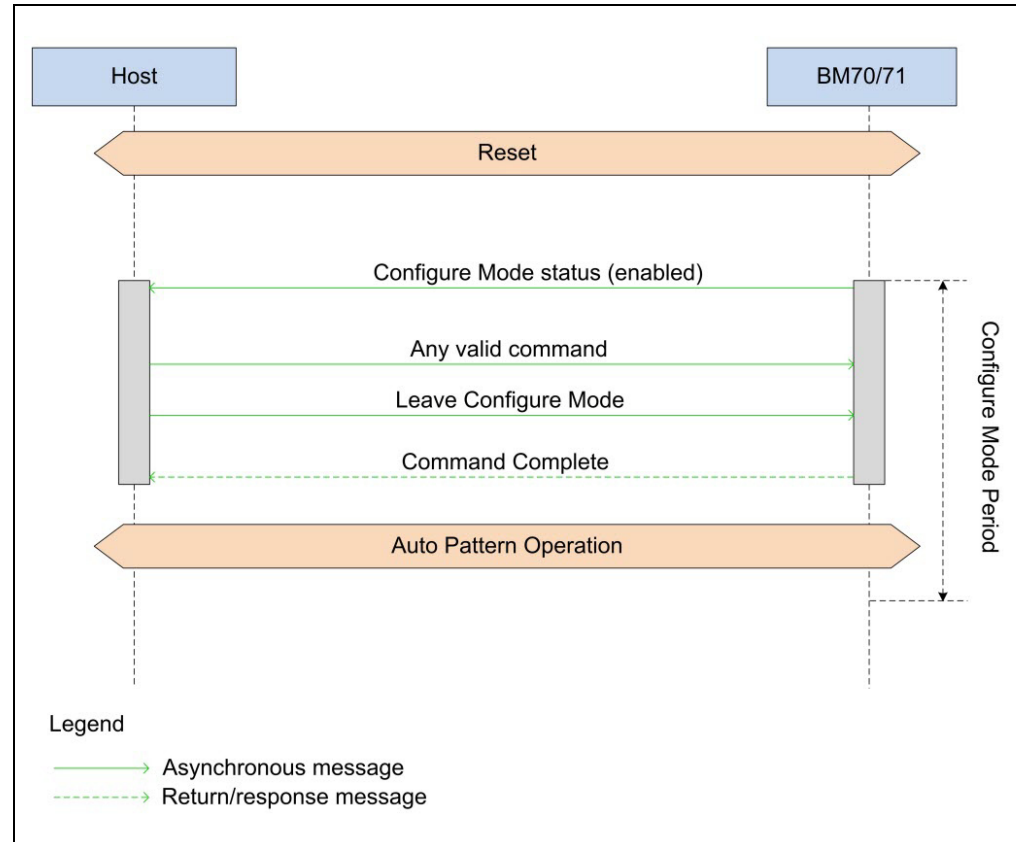 Host
BM70/71
Reset
Configure Mode status (enabled)
Any valid command
Leave Configure Mode
Command Complete
Configure Mode Period
Auto Pattern Operation
Legend
Asynchronous message
Return/response message